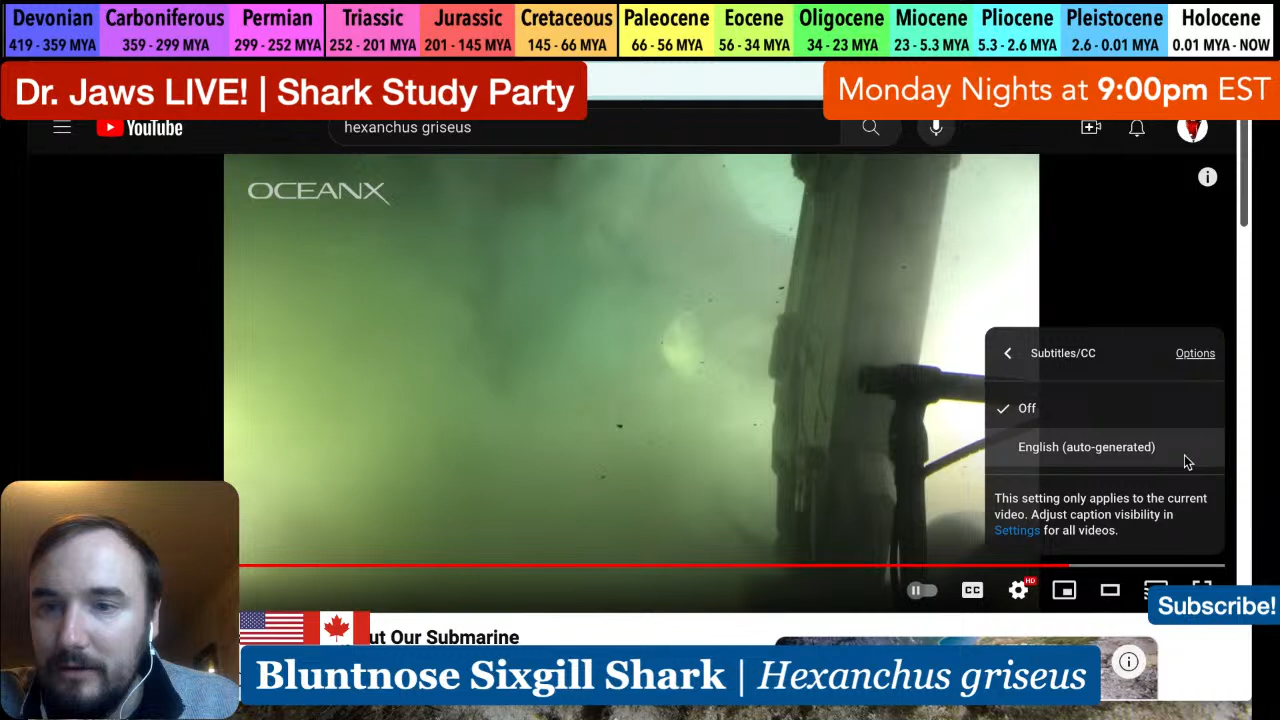 Devonian Carboniferous Permian Triassic Jurassic Cretaceous Paleocene Eocene Oligocene Miocene Pliocene Pleistocene Holocene
419 - 359 MYA 359 - 299 MYA 299 - 252 MYA 252 - 201 MYA 201 - 145 MYA 145 - 66 MYA 66 - 56 MYA 56 - 34 MYA 34 - 23 MYA 23 - 5.3 MYA 5.3 - 2.6 MYA 2.6 - 0.01 MYA 0.01 MYA - NOW
Dr. Jaws LIVE! | Shark Study Party
Monday Nights at 9:00pm EST
YouTube
hexanchus griseus
OCEANX
Subtitles/CC
Options
Off
English (auto-generated)
This setting only applies to the current
video. Adjust caption visibility in
Settings for all videos.
CC
HD
Subscribe!
ut Our Submarine
Bluntnose Sixgill Shark | Hexanchus griseus